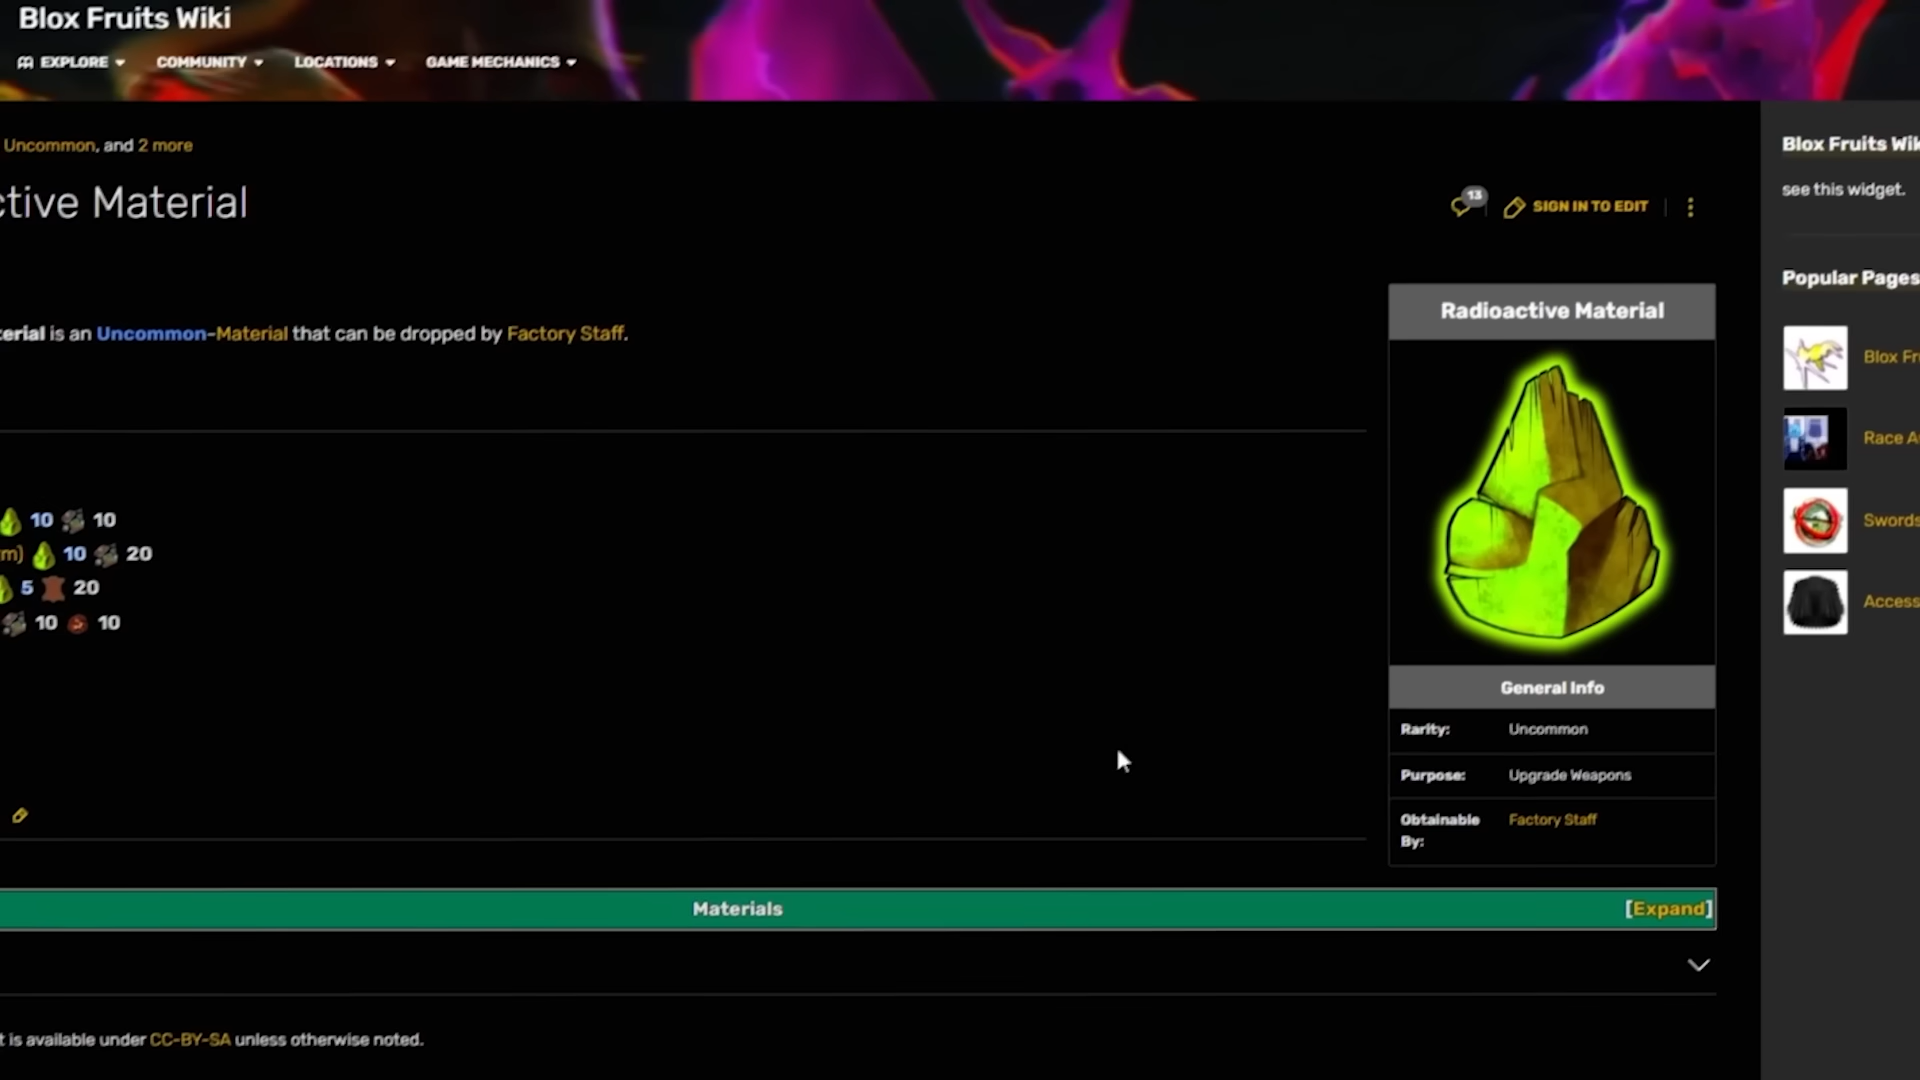 Blox Fruits Wiki
EXPLORE COMMUNITY LOCATIONS GAME MECHANICS
Uncommon, and 2 more
ctive Material
13 SIGN IN TO EDIT
erial is an Uncommon-Material that can be dropped by Factory Staff.
10 10
m) 10 20
5 20
10 10
Radioactive Material
General Info
Rarity: Uncommon
Purpose: Upgrade Weapons
Obtainable By: Factory Staff
Materials [Expand]
t is available under CC-BY-SA unless otherwise noted.
Blox Fruits Wik
see this widget.
Popular Pages
Blox Fr
Race A
Swords
Access